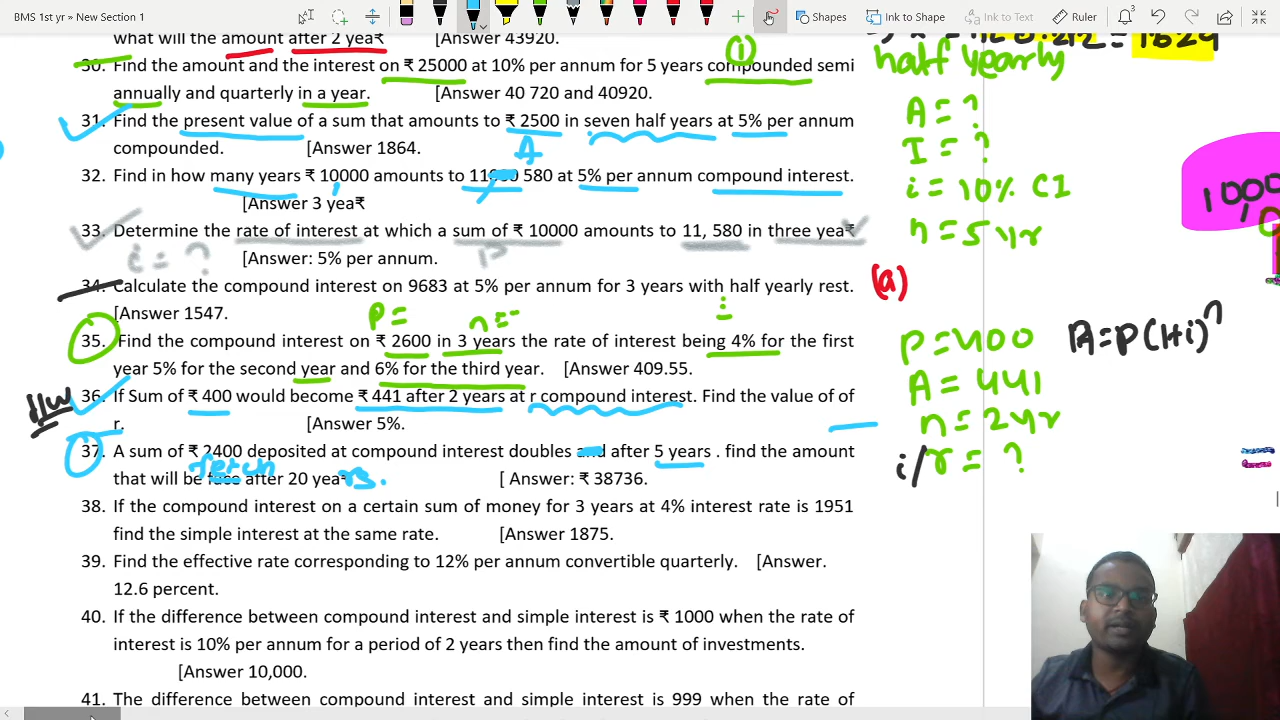 BMS 1st yr » New Section 1
Shapes Ink to Shape Ink to Text Ruler
what will the amount after 2 yea₹ [Answer 43920.
30. Find the amount and the interest on ₹ 25000 at 10% per annum for 5 years compounded semi
annually and quarterly in a year. [Answer 40 720 and 40920.
(i)
31. Find the present value of a sum that amounts to ₹ 2500 in seven half years at 5% per annum
compounded. [Answer 1864.
A
32. Find in how many years ₹ 10000 amounts to 580 at 5% per annum compound interest.
[Answer 3 yea₹
33. Determine the rate of interest at which a sum of ₹ 10000 amounts to 11, 580 in three yea₹
i = ? [Answer: 5% per annum. P
34. Calculate the compound interest on 9683 at 5% per annum for 3 years with half yearly rest.
[Answer 1547.
P = n = i
35. Find the compound interest on ₹ 2600 in 3 years the rate of interest being 4% for the first
year 5% for the second year and 6% for the third year. [Answer 409.55.
HW
36. If Sum of ₹ 400 would become ₹ 441 after 2 years at r compound interest. Find the value of of
r. [Answer 5%.
37. A sum of ₹ 2400 deposited at compound interest doubles and after 5 years . find the amount
fetch
that will be face after 20 yea rs. [ Answer: ₹ 38736.
38. If the compound interest on a certain sum of money for 3 years at 4% interest rate is 1951
find the simple interest at the same rate. [Answer 1875.
39. Find the effective rate corresponding to 12% per annum convertible quarterly. [Answer.
12.6 percent.
40. If the difference between compound interest and simple interest is ₹ 1000 when the rate of
interest is 10% per annum for a period of 2 years then find the amount of investments.
[Answer 10,000.
41. The difference between compound interest and simple interest is 999 when the rate of
half yearly
A = ?
I = ?
i = 10% CI
n = 5 yr
(a)
P = 400
A = P(1+i)^n
A = 441
n = 2 yr
i/r = ?
1000